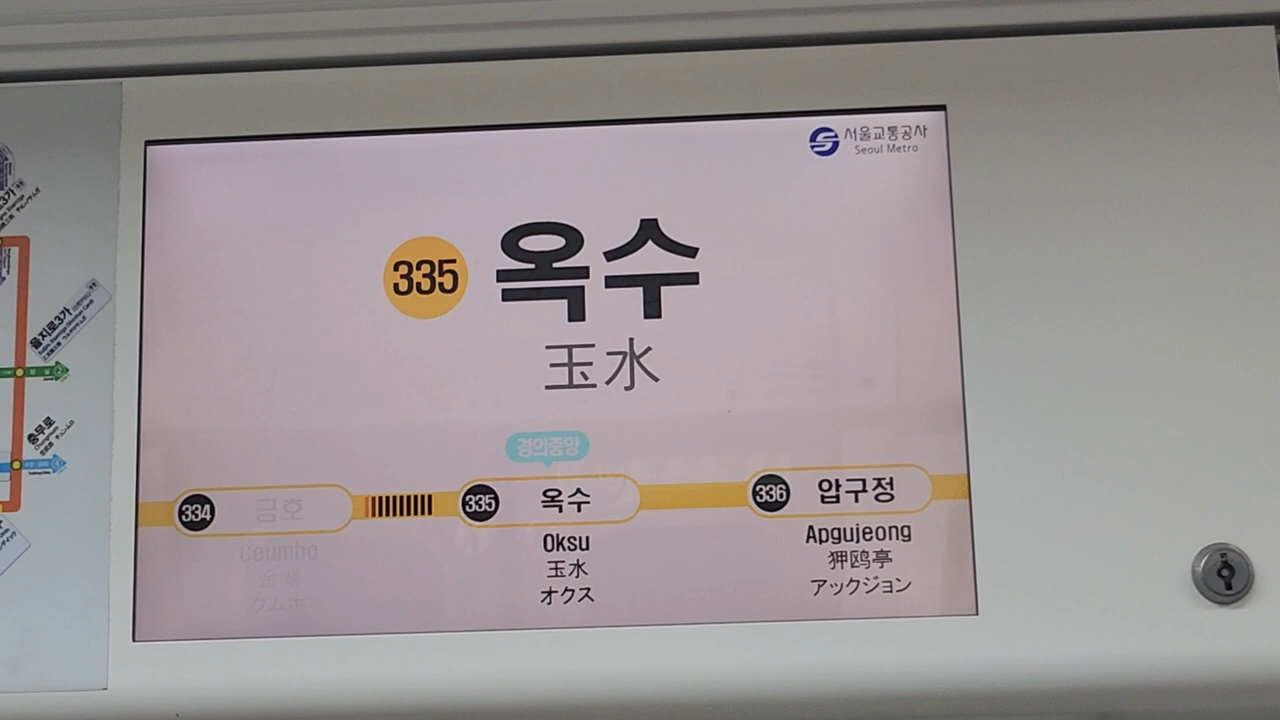 서울교통공사
Seoul Metro
335 옥수
玉水
경의중앙
334 금호
Geumho
金湖
クムホ
335 옥수
Oksu
玉水
オクス
336 압구정
Apgujeong
狎鸥亭
アックジョン
을지로3가
충무로
Chungmuro